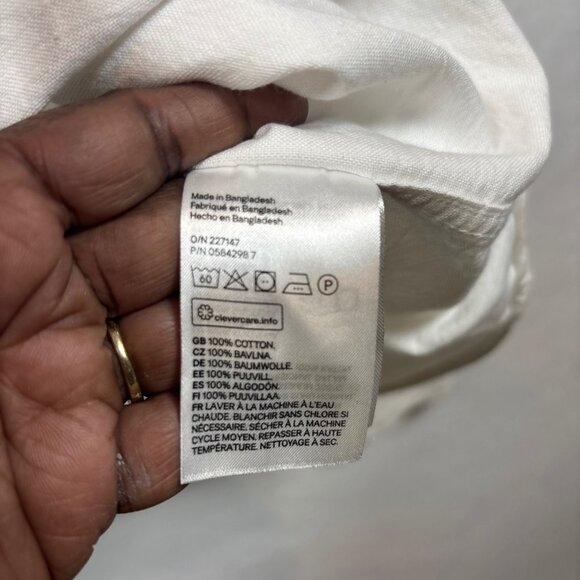 Made in Bangladesh
Fabriqué en Bangladesh
Hecho en Bangladesh
O/N 227147
P/N 0584298 7
60
P
clevercare.info
GB 100% COTTON.
CZ 100% BAVLNA.
DE 100% BAUMWOLLE.
EE 100% PUUVILL.
ES 100% ALGODÓN.
FI 100% PUUVILLAA.
FR LAVER À LA MACHINE À L'EAU
CHAUDE. BLANCHIR SANS CHLORE SI
NÉCESSAIRE. SÉCHER À LA MACHINE
CYCLE MOYEN. REPASSER À HAUTE
TEMPÉRATURE. NETTOYAGE À SEC.